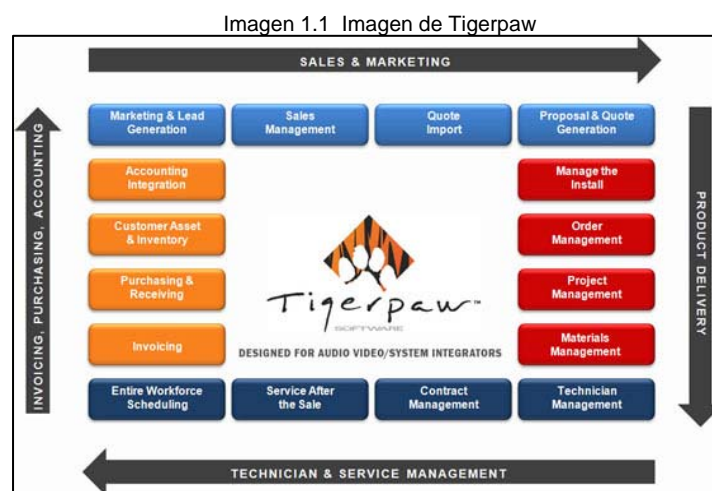 Imagen 1.1 Imagen de Tigerpaw
SALES & MARKETING
Marketing & Lead
Generation
Sales
Management
Quote
Import
Proposal & Quote
Generation
Accounting
Integration
Manage the
Install
Customer Asset
& Inventory
Order
Management
Purchasing &
Receiving
Project
Management
Invoicing
Materials
Management
Tigerpaw™
SOFTWARE
DESIGNED FOR AUDIO VIDEO/SYSTEM INTEGRATORS
Entire Workforce
Scheduling
Service After
the Sale
Contract
Management
Technician
Management
INVOICING, PURCHASING, ACCOUNTING
PRODUCT DELIVERY
TECHNICIAN & SERVICE MANAGEMENT